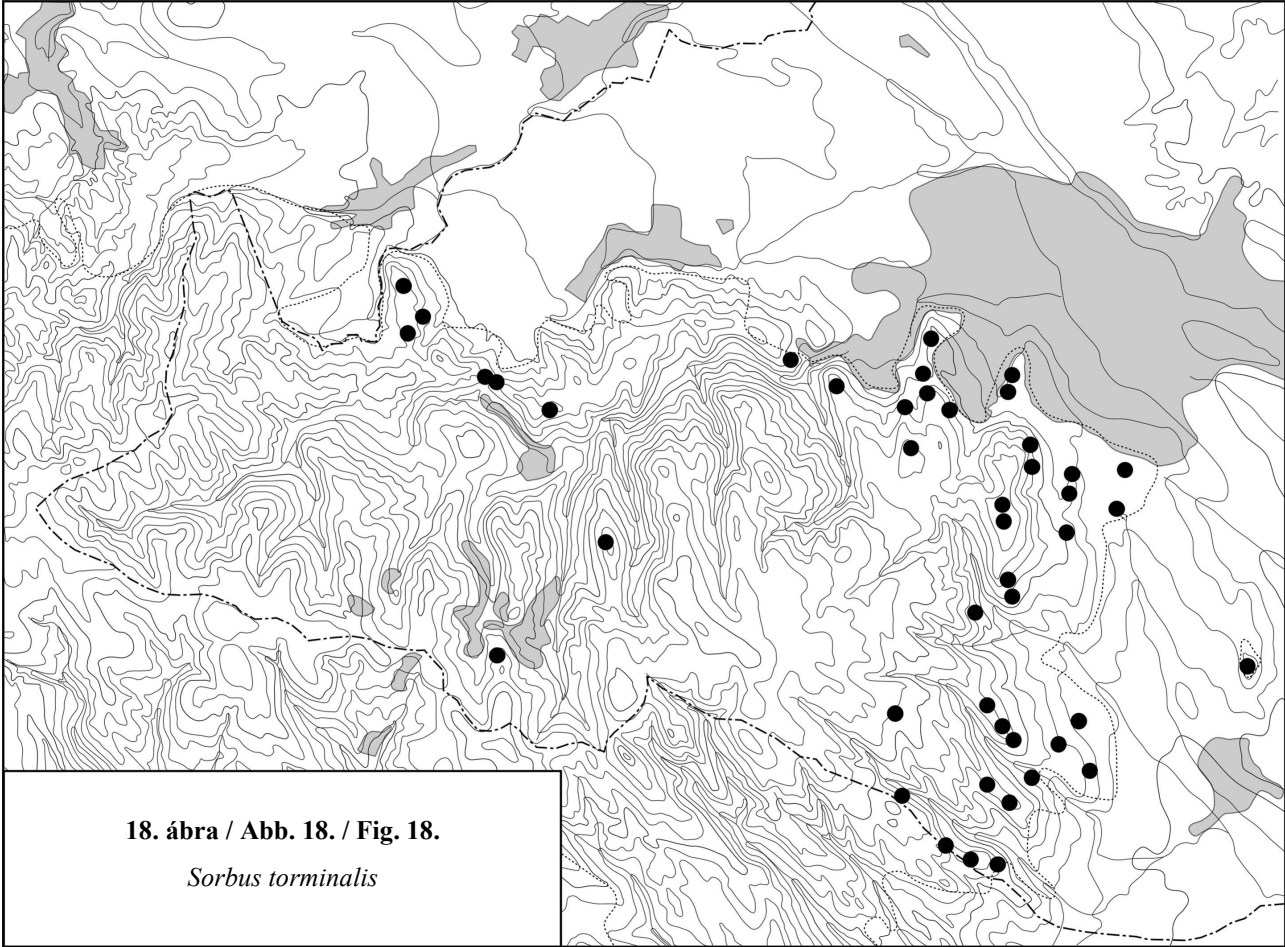 18. ábra / Abb. 18. / Fig. 18.
Sorbus torminalis